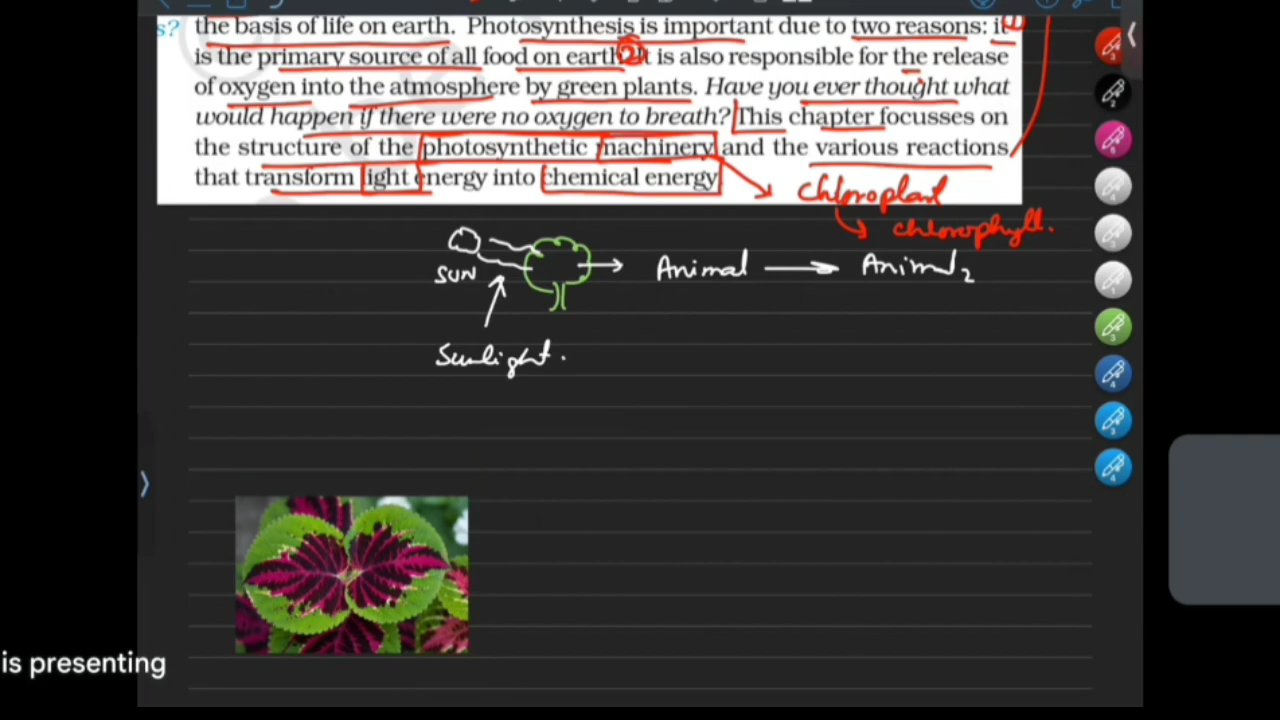 s? the basis of life on earth. Photosynthesis is important due to two reasons: it 1
is the primary source of all food on earth. 2 It is also responsible for the release
of oxygen into the atmosphere by green plants. Have you ever thought what
would happen if there were no oxygen to breath? This chapter focusses on
the structure of the photosynthetic machinery and the various reactions
that transform light energy into chemical energy
chloroplast
chlorophyll.
SUN
Animal Animal2
Sunlight.
is presenting